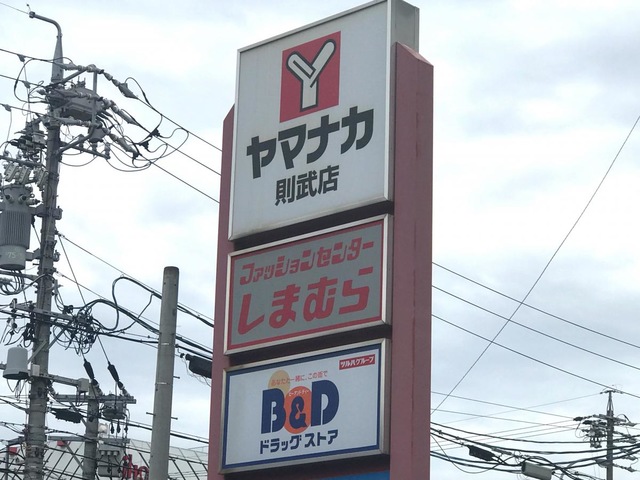 ヤマナカ
則武店
ファッションセンター
しまむら
ツルハグループ
B&D
ドラッグストア